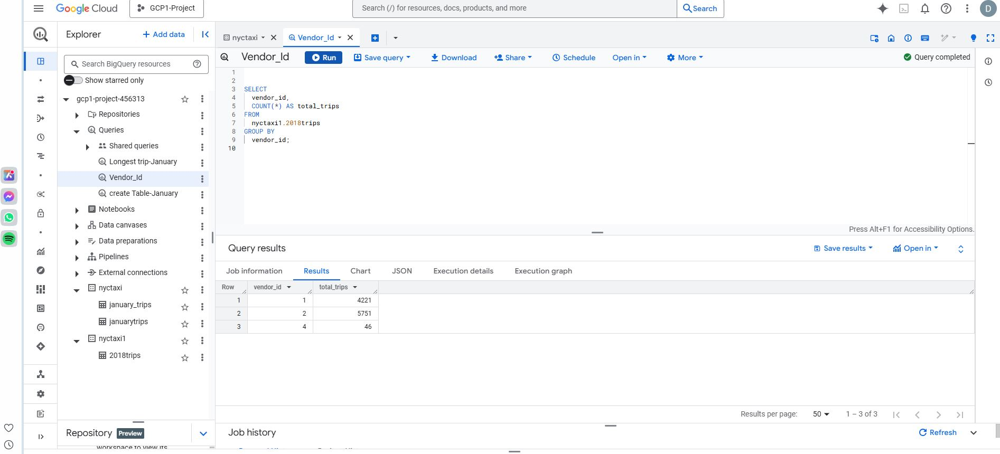 Google Cloud
GCP1-Project
Search (/) for resources, docs, products, and more
Search
D
Explorer
Add data
Search BigQuery resources
Show starred only
gcp1-project-456313
Repositories
Queries
Shared queries
Longest trip-January
Vendor_Id
create Table-January
Notebooks
Data canvases
Data preparations
Pipelines
External connections
nyctaxi
january_trips
januarytrips
nyctaxi1
2018trips
Repository Preview
workspace to view its
nyctaxi
Vendor_Id
Vendor_Id
Run
Save query
Download
Share
Schedule
Open in
More
Query completed
1
2
3 SELECT
4 vendor_id,
5 COUNT(*) AS total_trips
6 FROM
7 nyctaxi1.2018trips
8 GROUP BY
9 vendor_id;
10
Press Alt+F1 for Accessibility Options.
Query results
Save results
Open in
Job information Results Chart JSON Execution details Execution graph
Row vendor_id total_trips
1 1 4221
2 2 5751
3 4 46
Results per page: 50 1 – 3 of 3
Job history
Refresh